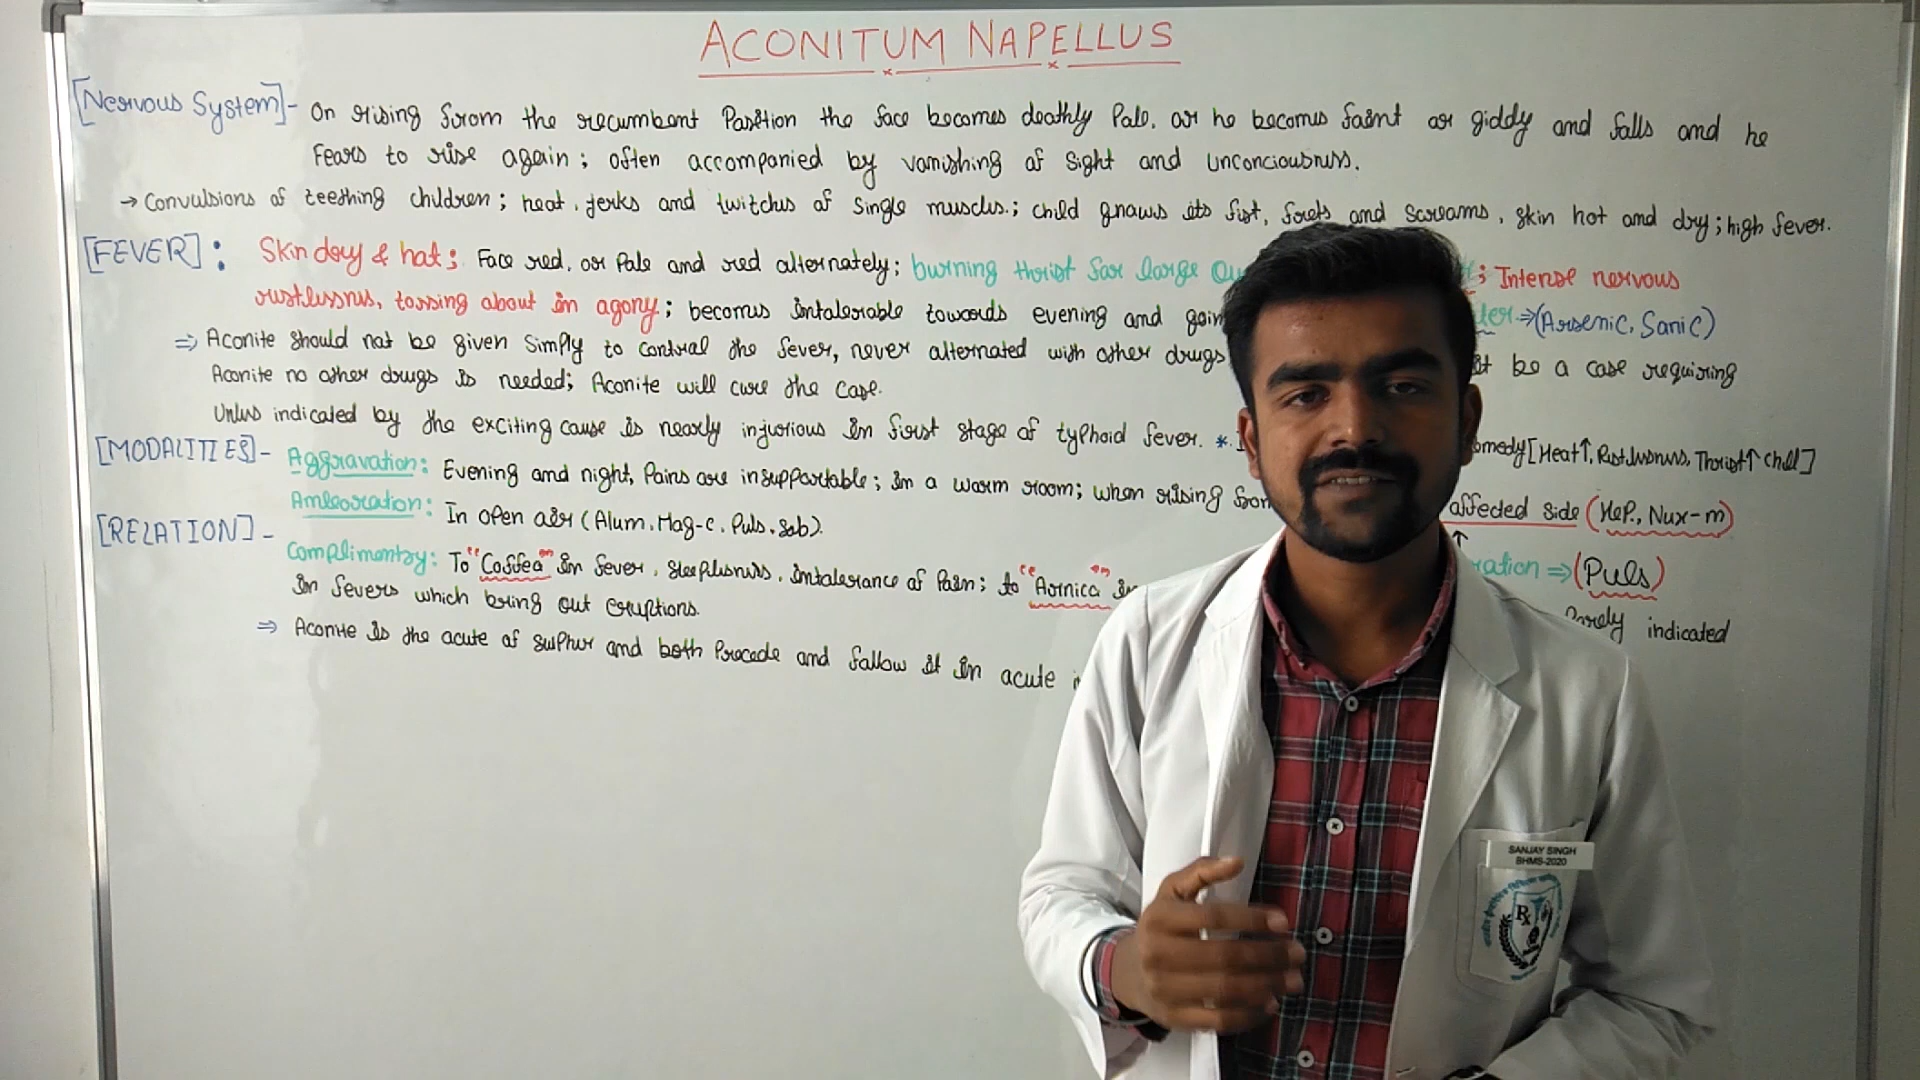 ACONITUM NAPELLUS
[Nervous System]- On rising from the recumbent Position the face becomes deathly Pale, or he becomes faint or giddy and falls and he
Fears to rise again; often accompanied by vanishing of Sight and Unconciousness.
→ Convulsions of teething children; heat, jerks and twitches of Single muscles.; child gnaws its fist, frets and screams, skin hot and dry; high fever.
[FEVER]: Skin dry & hot; Face red, or Pale and red alternately; burning thirst for large ; Intense nervous
restlessness, tossing about in agony; becomes intolerable towards evening and ⇒(Arsenic, Sanic)
⇒ Aconite Should not be given Simply to control the fever, never alternated with other drugs be a case requiring
Aconite no other drugs is needed; Aconite will cure the case.
Unless indicated by the exciting cause is nearly injurious in first stage of typhoid fever. * [Heat↑, Restlessness, Thirst↑ chill]
[MODALITIES]- Aggravation: Evening and night, Pains are insupportable; in a warm room; when rising affected side (HeP., Nux-m)
Amleoration: In open air (Alum, Mag-c, Puls, Sab). ↑
[RELATION]- Complimentry: To "Coffea" in fever, sleeplesness, intolerance of Pain; to "Arnica" ⇒(Puls)
in fevers which bring out eruptions. Rarely indicated
⇒ Aconite is the acute of sulphur and both Precede and follow it in acute
SANJAY SINGH
BHMS-2020
Rx